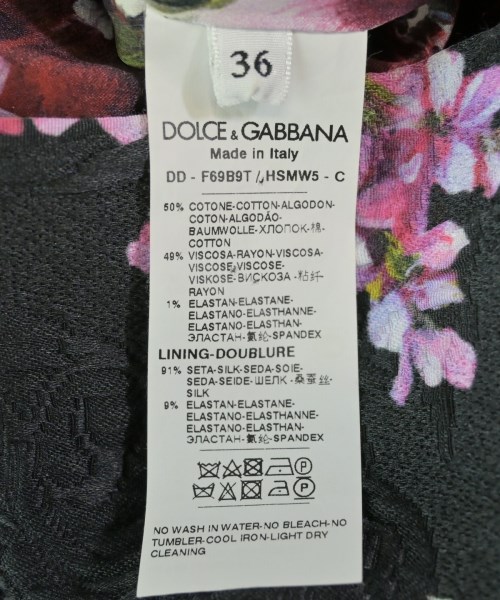 36
DOLCE & GABBANA
Made in Italy
DD - F69B9T / HSMW5 - C
50% COTONE-COTTON-ALGODON-
COTON-ALGODÃO-
BAUMWOLLE-ХЛОПОК-棉-
COTTON
49% VISCOSA-RAYON-VISCOSA-
VISCOSE-VISCOSE-
VISKOSE-ВИСКОЗА-粘纤-
RAYON
1% ELASTAN-ELASTANE-
ELASTANO-ELASTHANNE-
ELASTANO-ELASTHAN-
ЭЛАСТАН-氨纶-SPANDEX
LINING-DOUBLURE
91% SETA-SILK-SEDA-SOIE-
SEDA-SEIDE-ШЕЛК-桑蚕丝-
SILK
9% ELASTAN-ELASTANE-
ELASTANO-ELASTHANNE-
ELASTANO-ELASTHAN-
ЭЛАСТАН-氨纶-SPANDEX
P
P
NO WASH IN WATER-NO BLEACH-NO
TUMBLER-COOL IRON-LIGHT DRY
CLEANING